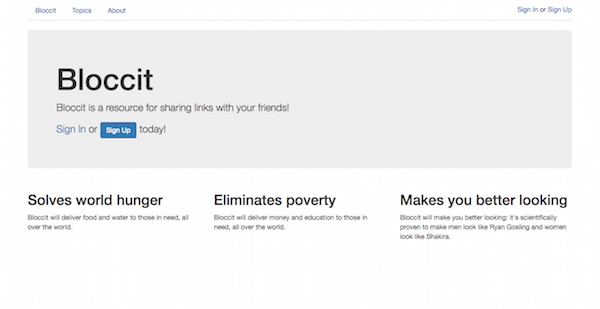 Bloccit Topics About Sign In or Sign Up
Bloccit
Bloccit is a resource for sharing links with your friends!
Sign In or Sign Up today!
Solves world hunger
Bloccit will deliver food and water to those in need, all
over the world.
Eliminates poverty
Bloccit will deliver money and education to those in
need, all over the world.
Makes you better looking
Bloccit will make you better looking: it's scientifically
proven to make men look like Ryan Gosling and women
look like Shakira.